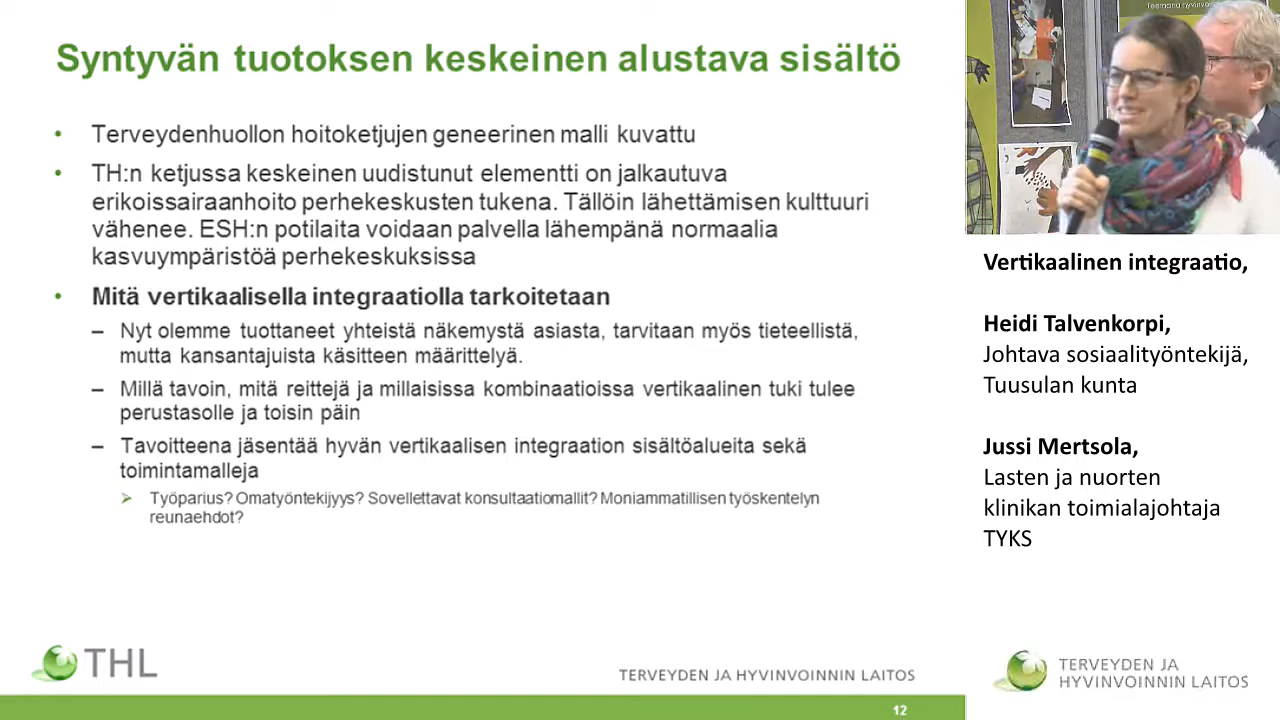 Syntyvän tuotoksen keskeinen alustava sisältö
• Terveydenhuollon hoitoketjujen geneerinen malli kuvattu
• TH:n ketjussa keskeinen uudistunut elementti on jalkautuva
erikoissairaanhoito perhekeskusten tukena. Tällöin lähettämisen kulttuuri
vähenee. ESH:n potilaita voidaan palvella lähempänä normaalia
kasvuympäristöä perhekeskuksissa
• Mitä vertikaalisella integraatiolla tarkoitetaan
– Nyt olemme tuottaneet yhteistä näkemystä asiasta, tarvitaan myös tieteellistä,
mutta kansantajuista käsitteen määrittelyä.
– Millä tavoin, mitä reittejä ja millaisissa kombinaatioissa vertikaalinen tuki tulee
perustasolle ja toisin päin
– Tavoitteena jäsentää hyvän vertikaalisen integraation sisältöalueita sekä
toimintamalleja
➢ Työparius? Omatyöntekijyys? Sovellettavat konsultaatiomallit? Moniammatillisen työskentelyn
reunaehdot?
THL
TERVEYDEN JA HYVINVOINNIN LAITOS
12
Vertikaalinen integraatio,
Heidi Talvenkorpi,
Johtava sosiaalityöntekijä,
Tuusulan kunta
Jussi Mertsola,
Lasten ja nuorten
klinikan toimialajohtaja
TYKS
TERVEYDEN JA
HYVINVOINNIN LAITOS